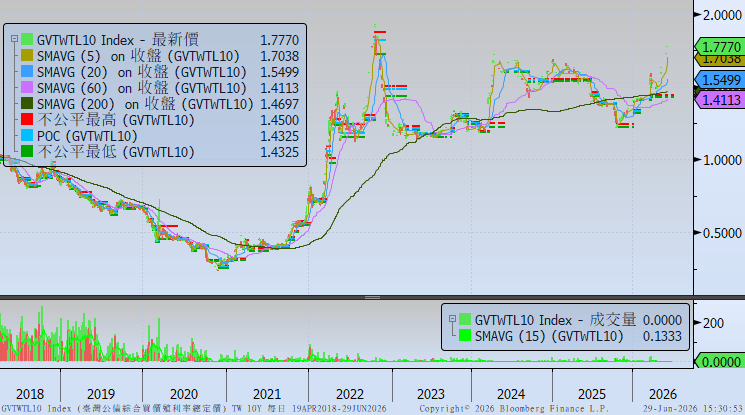 GVTWTL10 Index - 最新價 1.7770
SMAVG (5) on 收盤 (GVTWTL10) 1.7038
SMAVG (20) on 收盤 (GVTWTL10) 1.5499
SMAVG (60) on 收盤 (GVTWTL10) 1.4113
SMAVG (200) on 收盤 (GVTWTL10) 1.4697
不公平最高 (GVTWTL10) 1.4500
POC (GVTWTL10) 1.4325
不公平最低 (GVTWTL10) 1.4325
2.0000
1.7770
1.7038
1.5499
1.4113
1.0000
0.5000
GVTWTL10 Index - 成交量 0.0000
SMAVG (15) (GVTWTL10) 0.1333
200
0.0000
2018 2019 2020 2021 2022 2023 2024 2025 2026
GVTWTL10 Index (臺灣公債綜合買價殖利率總定價) TW 10Y 每日 19APR2018-29JUN2026 Copyright© 2026 Bloomberg Finance L.P. 29-Jun-2026 15:30:53